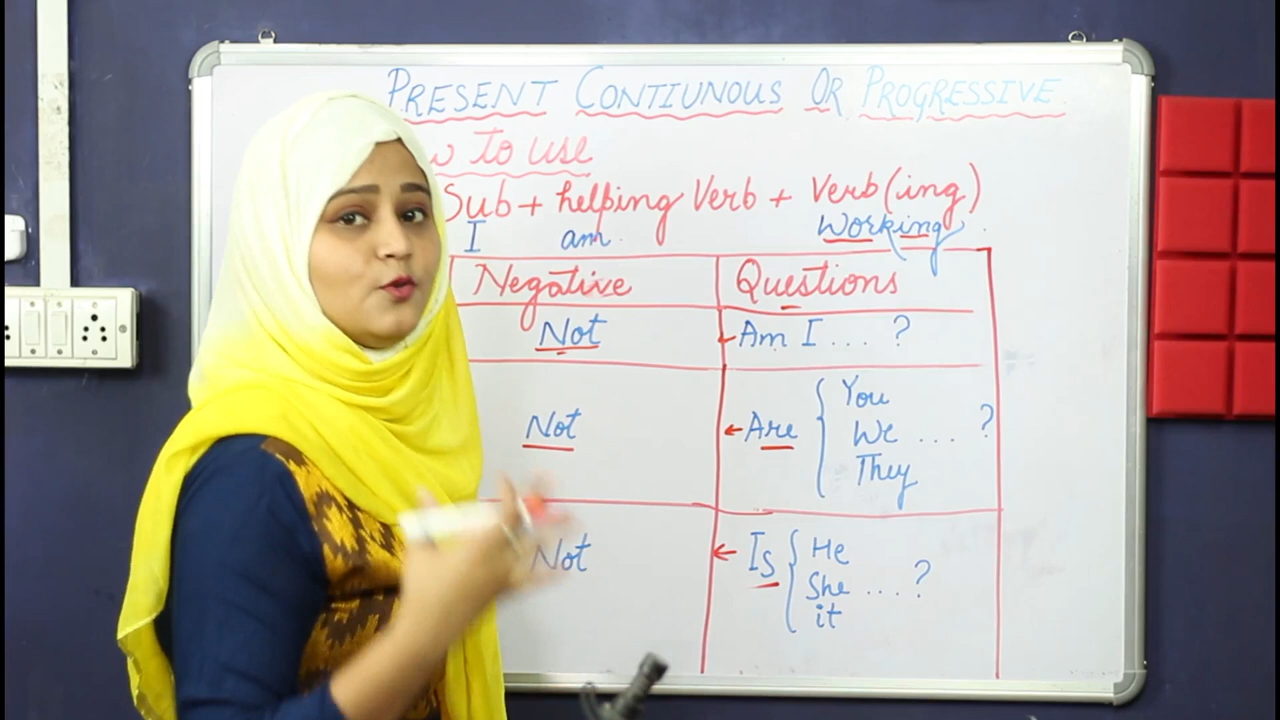 PRESENT CONTIUNOUS OR PROGRESSIVE
TO USE
Sub + helping Verb + Verb (ing)
I am Working
Negative Questions
Not Am I ... ?
Not Are { You We They ... ?
Not Is { He She it ... ?